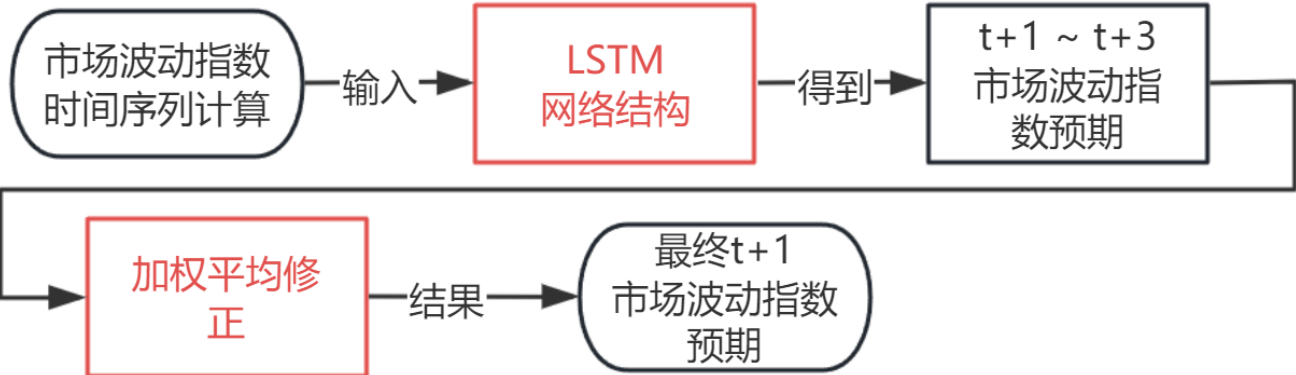 市场波动指数
时间序列计算
输入
LSTM
网络结构
得到
t+1 ~ t+3
市场波动指
数预期
加权平均修
正
结果
最终t+1
市场波动指数
预期